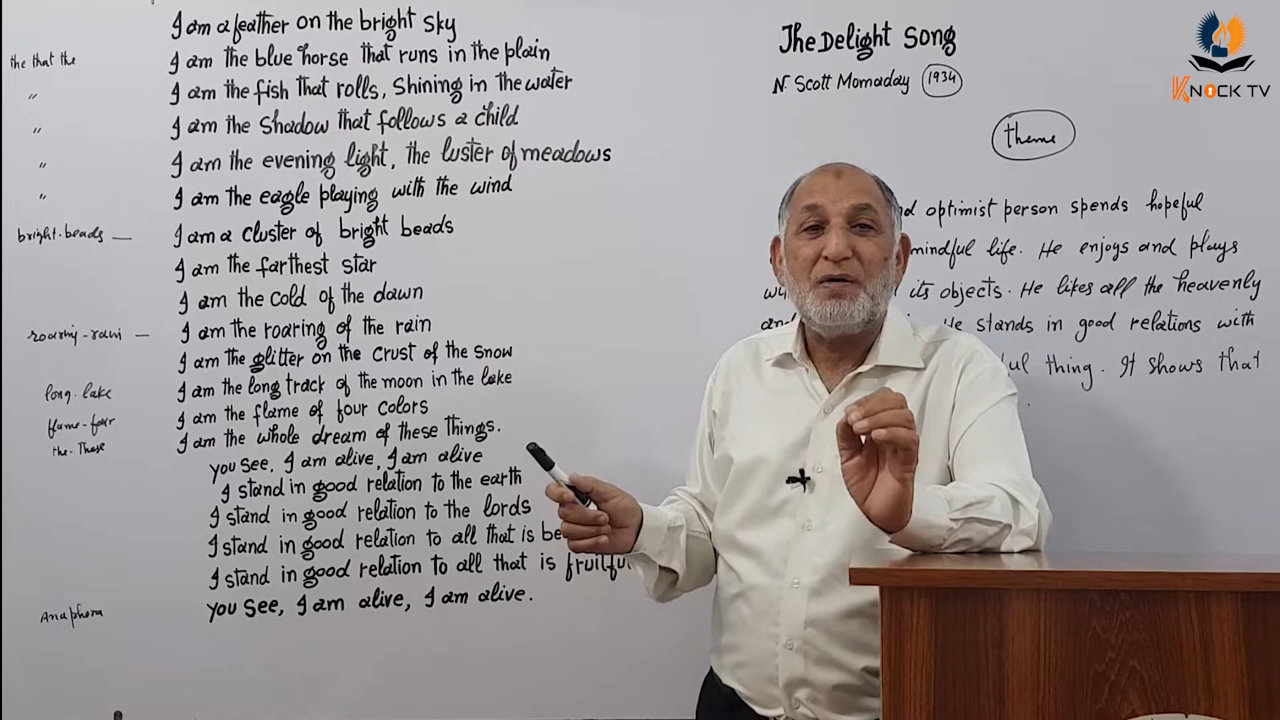 I am a feather on the bright sky
the that the
I am the blue horse that runs in the plain
"
I am the fish that rolls, Shining in the water
"
I am the Shadow that follows a child
"
I am the evening light, the luster of meadows
"
I am the eagle playing with the wind
bright-beads —
I am a cluster of bright beads
I am the farthest star
I am the cold of the dawn
roaring-rain —
I am the roaring of the rain
I am the glitter on the crust of the snow
long-lake
I am the long track of the moon in the lake
flame-four
I am the flame of four colors
the. These
I am the whole dream of these things.
you see, I am alive, I am alive
I stand in good relation to the earth
I stand in good relation to the lords
I stand in good relation to all that is be
I stand in good relation to all that is fruitfu
Anaphora
you see, I am alive, I am alive.
The Delight Song
N. Scott Momaday 1934
theme
optimist person spends hopeful
mindful life. He enjoys and plays
its objects. He likes all the heavenly
He stands in good relations with
thing. It shows that
KNOCK TV